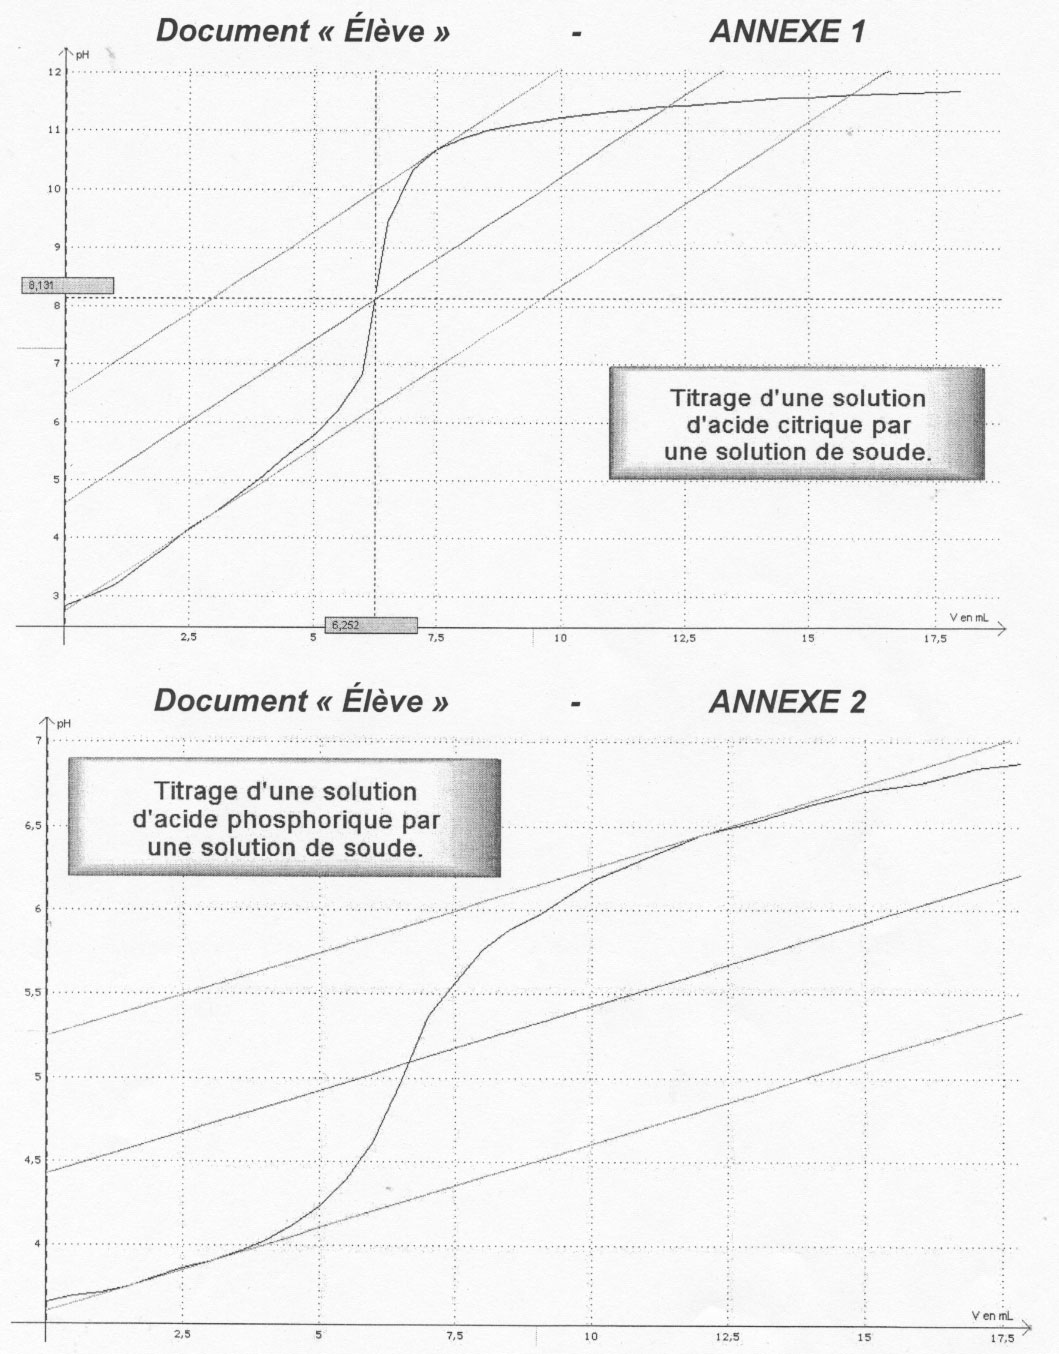 Document « Élève » - ANNEXE 1
pH
12
11
10
9
8,131
8
7
6
5
4
3
Titrage d'une solution
d'acide citrique par
une solution de soude.
6,252
V en mL
2,5 5 7,5 10 12,5 15 17,5
Document « Élève » - ANNEXE 2
pH
7
Titrage d'une solution
d'acide phosphorique par
une solution de soude.
6,5
6
5,5
5
4,5
4
V en mL
2,5 5 7,5 10 12,5 15 17,5